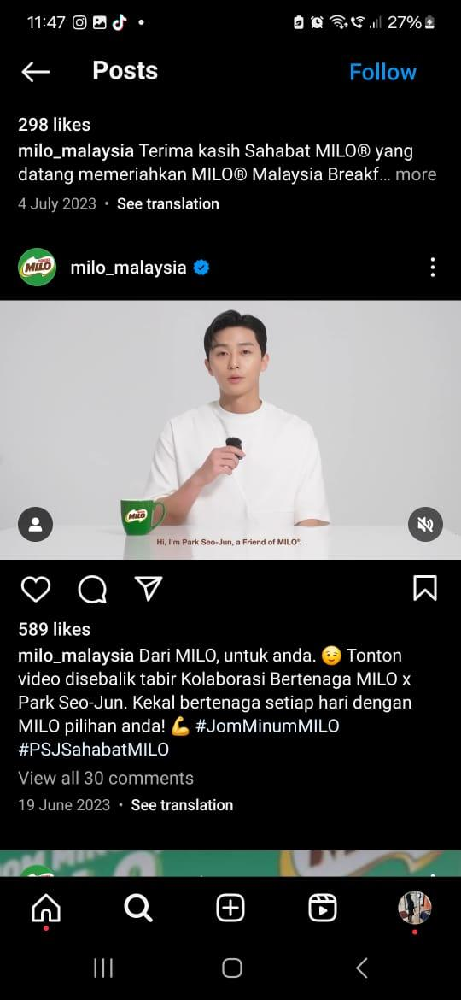 11:47
27%
Posts
Follow
298 likes
milo_malaysia Terima kasih Sahabat MILO® yang
datang memeriahkan MILO® Malaysia Breakf... more
4 July 2023 • See translation
MILO
milo_malaysia
MILO
Hi, I'm Park Seo-Jun, a Friend of MILO®.
589 likes
milo_malaysia Dari MILO, untuk anda. 😉 Tonton
video disebalik tabir Kolaborasi Bertenaga MILO x
Park Seo-Jun. Kekal bertenaga setiap hari dengan
MILO pilihan anda! 💪 #JomMinumMILO
#PSJSahabatMILO
View all 30 comments
19 June 2023 • See translation